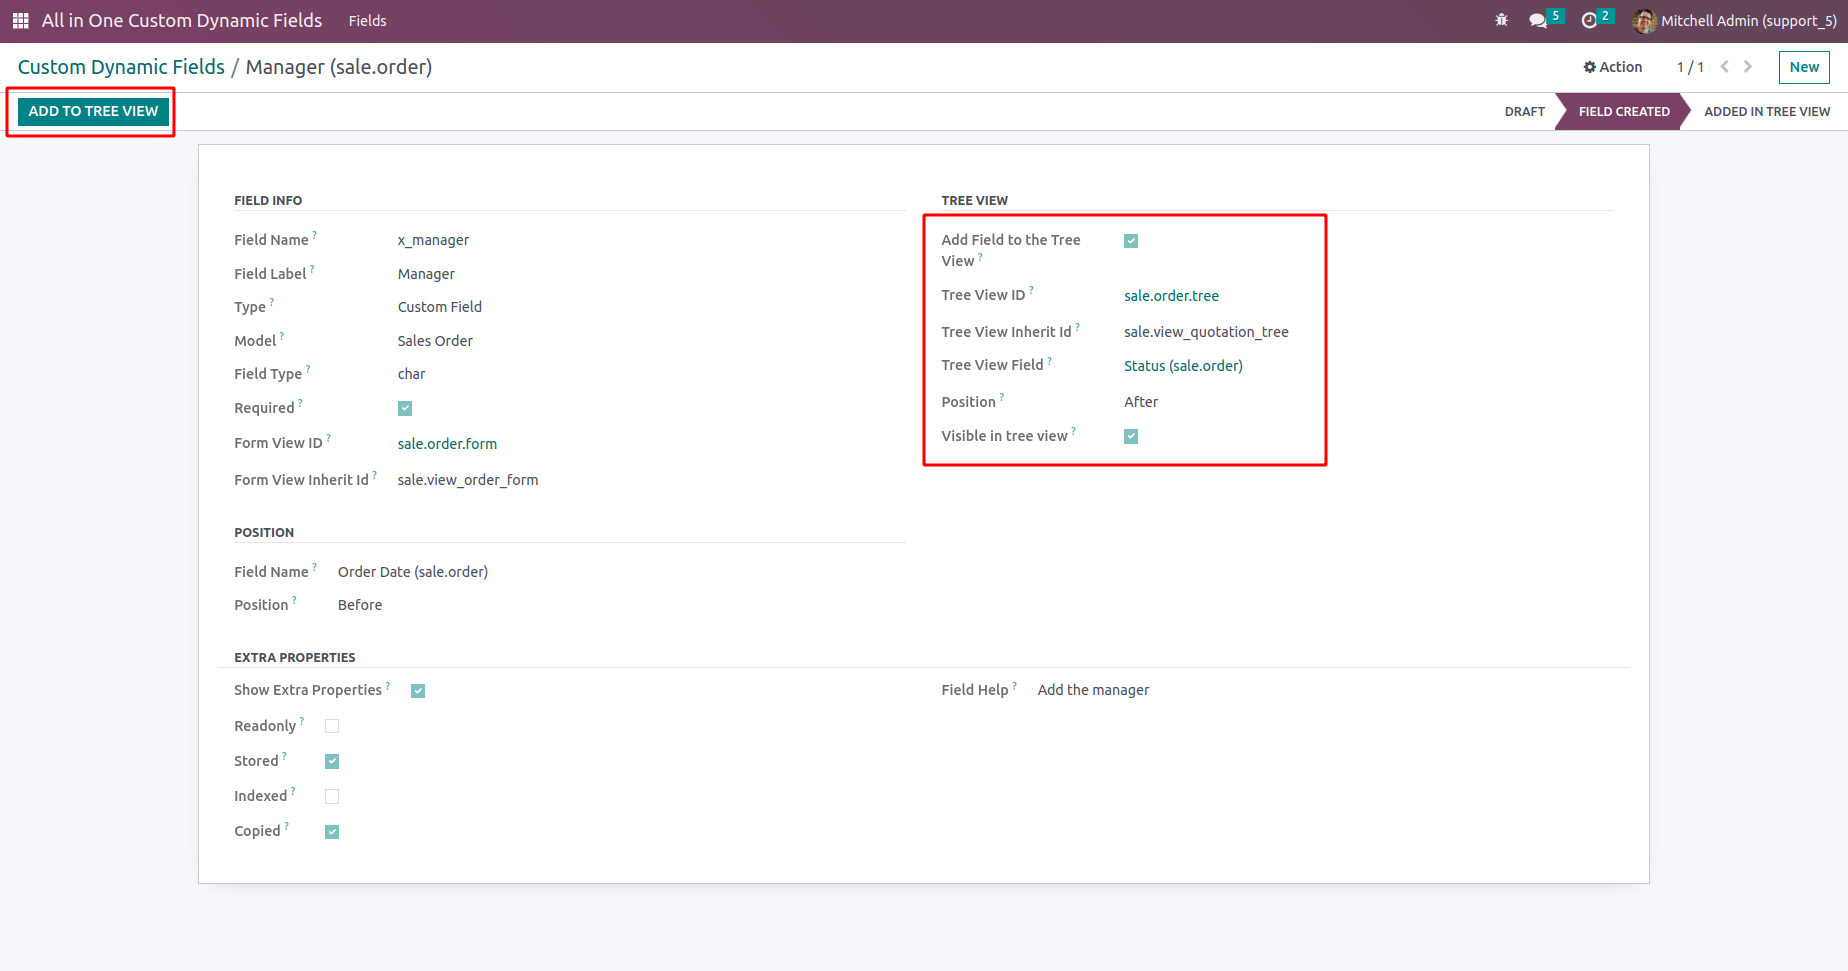 All in One Custom Dynamic Fields Fields 5 2 Mitchell Admin (support_5)
Custom Dynamic Fields / Manager (sale.order) Action 1 / 1 New
ADD TO TREE VIEW DRAFT FIELD CREATED ADDED IN TREE VIEW
FIELD INFO
Field Name ? x_manager
Field Label ? Manager
Type ? Custom Field
Model ? Sales Order
Field Type ? char
Required ?
Form View ID ? sale.order.form
Form View Inherit Id ? sale.view_order_form
TREE VIEW
Add Field to the Tree
View ?
Tree View ID ? sale.order.tree
Tree View Inherit Id ? sale.view_quotation_tree
Tree View Field ? Status (sale.order)
Position ? After
Visible in tree view ?
POSITION
Field Name ? Order Date (sale.order)
Position ? Before
EXTRA PROPERTIES
Show Extra Properties ?
Readonly ?
Stored ?
Indexed ?
Copied ?
Field Help ? Add the manager